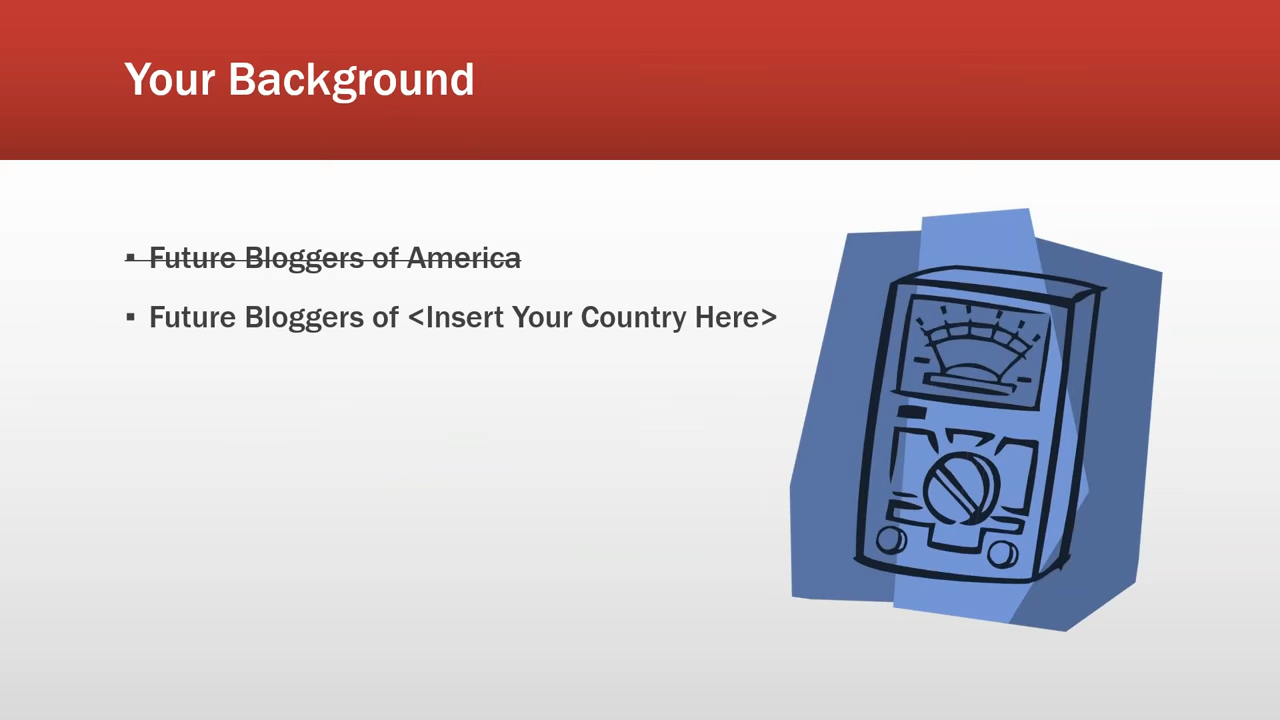 Your Background
▪ Future Bloggers of America
▪ Future Bloggers of <Insert Your Country Here>